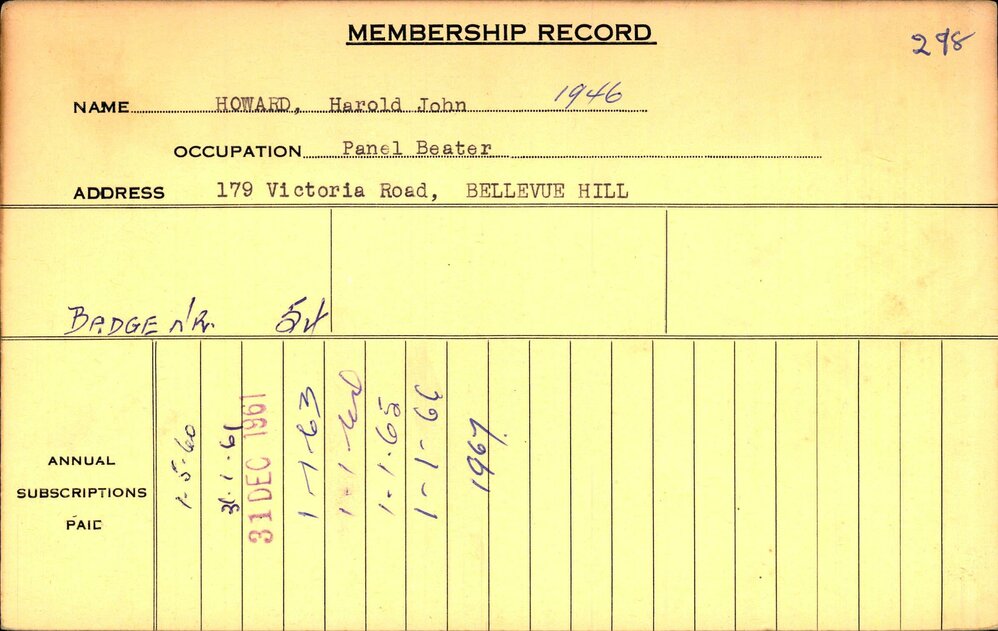 MEMBERSHIP RECORD
298
NAME HOWARD, Harold John 1946
OCCUPATION Panel Beater
ADDRESS 179 Victoria Road, BELLEVUE HILL
BADGE N'R. 54
ANNUAL
SUBSCRIPTIONS
PAID
1-5-60
31.1.61
31 DEC 1961
1-1-63
1-1-65
1-1-66
1967.